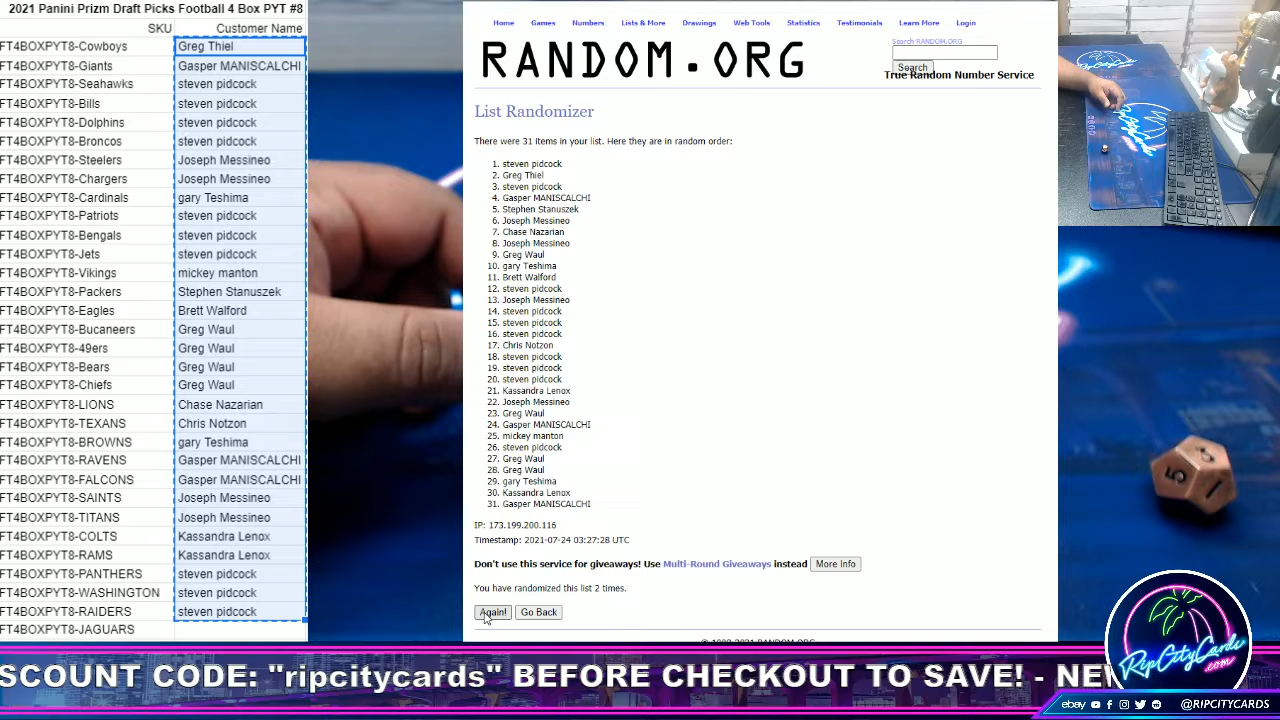 2021 Panini Prizm Draft Picks Football 4 Box PYT #8
SKU Customer Name
FT4BOXPYT8-Cowboys Greg Thiel
FT4BOXPYT8-Giants Gasper MANISCALCHI
FT4BOXPYT8-Seahawks steven pidcock
FT4BOXPYT8-Bills steven pidcock
FT4BOXPYT8-Dolphins steven pidcock
FT4BOXPYT8-Broncos steven pidcock
FT4BOXPYT8-Steelers Joseph Messineo
FT4BOXPYT8-Chargers Joseph Messineo
FT4BOXPYT8-Cardinals gary Teshima
FT4BOXPYT8-Patriots steven pidcock
FT4BOXPYT8-Bengals steven pidcock
FT4BOXPYT8-Jets steven pidcock
FT4BOXPYT8-Vikings mickey manton
FT4BOXPYT8-Packers Stephen Stanuszek
FT4BOXPYT8-Eagles Brett Walford
FT4BOXPYT8-Bucaneers Greg Waul
FT4BOXPYT8-49ers Greg Waul
FT4BOXPYT8-Bears Greg Waul
FT4BOXPYT8-Chiefs Greg Waul
FT4BOXPYT8-LIONS Chase Nazarian
FT4BOXPYT8-TEXANS Chris Notzon
FT4BOXPYT8-BROWNS gary Teshima
FT4BOXPYT8-RAVENS Gasper MANISCALCHI
FT4BOXPYT8-FALCONS Gasper MANISCALCHI
FT4BOXPYT8-SAINTS Joseph Messineo
FT4BOXPYT8-TITANS Joseph Messineo
FT4BOXPYT8-COLTS Kassandra Lenox
FT4BOXPYT8-RAMS Kassandra Lenox
FT4BOXPYT8-PANTHERS steven pidcock
FT4BOXPYT8-WASHINGTON steven pidcock
FT4BOXPYT8-RAIDERS steven pidcock
FT4BOXPYT8-JAGUARS
Home Games Numbers Lists & More Drawings Web Tools Statistics Testimonials Learn More Login
RANDOM.ORG
Search RANDOM.ORG
Search
True Random Number Service
List Randomizer
There were 31 items in your list. Here they are in random order:
1. steven pidcock
2. Greg Thiel
3. steven pidcock
4. Gasper MANISCALCHI
5. Stephen Stanuszek
6. Joseph Messineo
7. Chase Nazarian
8. Joseph Messineo
9. Greg Waul
10. gary Teshima
11. Brett Walford
12. steven pidcock
13. Joseph Messineo
14. steven pidcock
15. steven pidcock
16. steven pidcock
17. Chris Notzon
18. steven pidcock
19. steven pidcock
20. steven pidcock
21. Kassandra Lenox
22. Joseph Messineo
23. Greg Waul
24. Gasper MANISCALCHI
25. mickey manton
26. steven pidcock
27. Greg Waul
28. Greg Waul
29. gary Teshima
30. Kassandra Lenox
31. Gasper MANISCALCHI
IP: 173.199.200.116
Timestamp: 2021-07-24 03:27:28 UTC
Don't use this service for giveaways! Use Multi-Round Giveaways instead More Info
You have randomized this list 2 times.
Again! Go Back
SCOUNT CODE: "ripcitycards" BEFORE CHECKOUT TO SAVE! - NE
RipCityCards
.com
ebay @RIPCITYCARDS